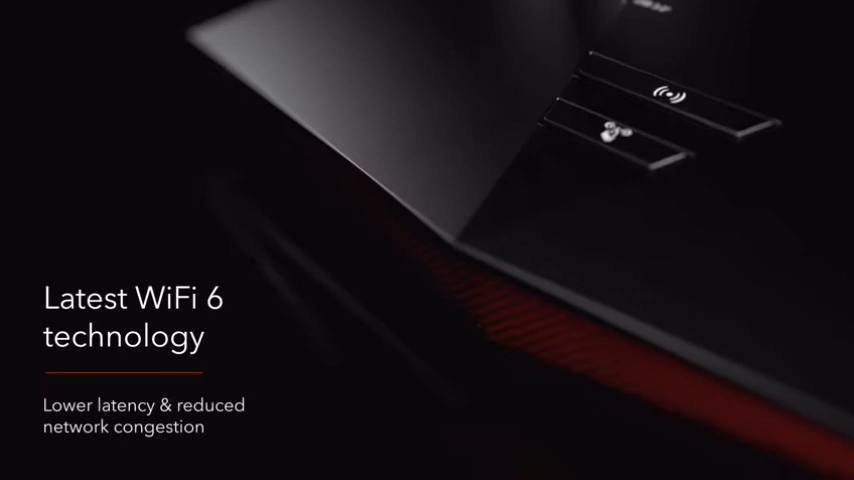 Latest WiFi 6
technology
Lower latency & reduced
network congestion